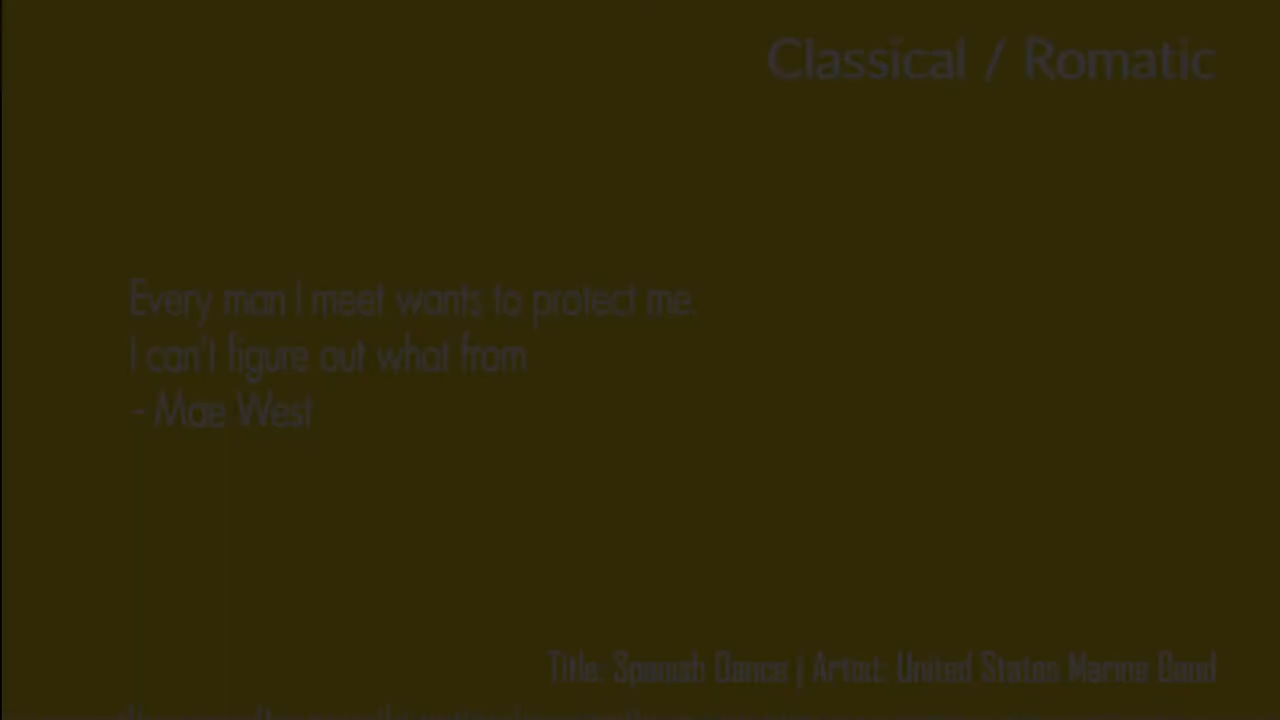 Classical / Romatic
Every man I meet wants to protect me.
I can't figure out what from
- Mae West
Title: Spanish Dance | Artist: United States Marine Band